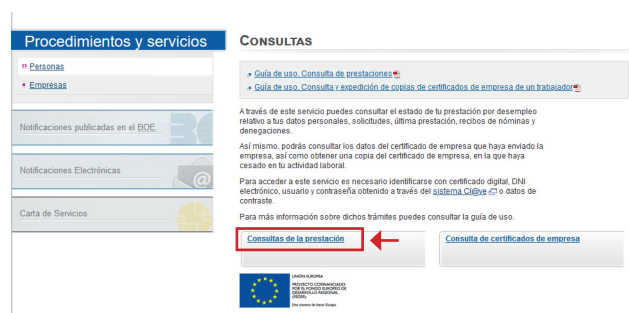 Procedimientos y servicios
Personas
Empresas
Notificaciones publicadas en el BOE
Notificaciones Electrónicas
Carta de Servicios
CONSULTAS
Guía de uso. Consulta de prestaciones
Guía de uso. Consulta y expedición de copias de certificados de empresa de un trabajador
A través de este servicio puedes consultar el estado de tu prestación por desempleo
relativo a tus datos personales, solicitudes, última prestación, recibos de nóminas y
denegaciones.
Así mismo, podrás consultar los datos del certificado de empresa que haya enviado la
empresa, así como obtener una copia del certificado de empresa, en la que haya
cesado en tu actividad laboral.
Para acceder a este servicio es necesario identificarse con certificado digital, DNI
electrónico, usuario y contraseña obtenido a través del sistema Cl@ve o datos de
contraste.
Para más información sobre dichos trámites puedes consultar la guía de uso.
Consultas de la prestación
Consulta de certificados de empresa
UNIÓN EUROPEA
PROYECTO COFINANCIADO
POR EL FONDO EUROPEO DE
DESARROLLO REGIONAL
(FEDER)
Una manera de hacer Europa